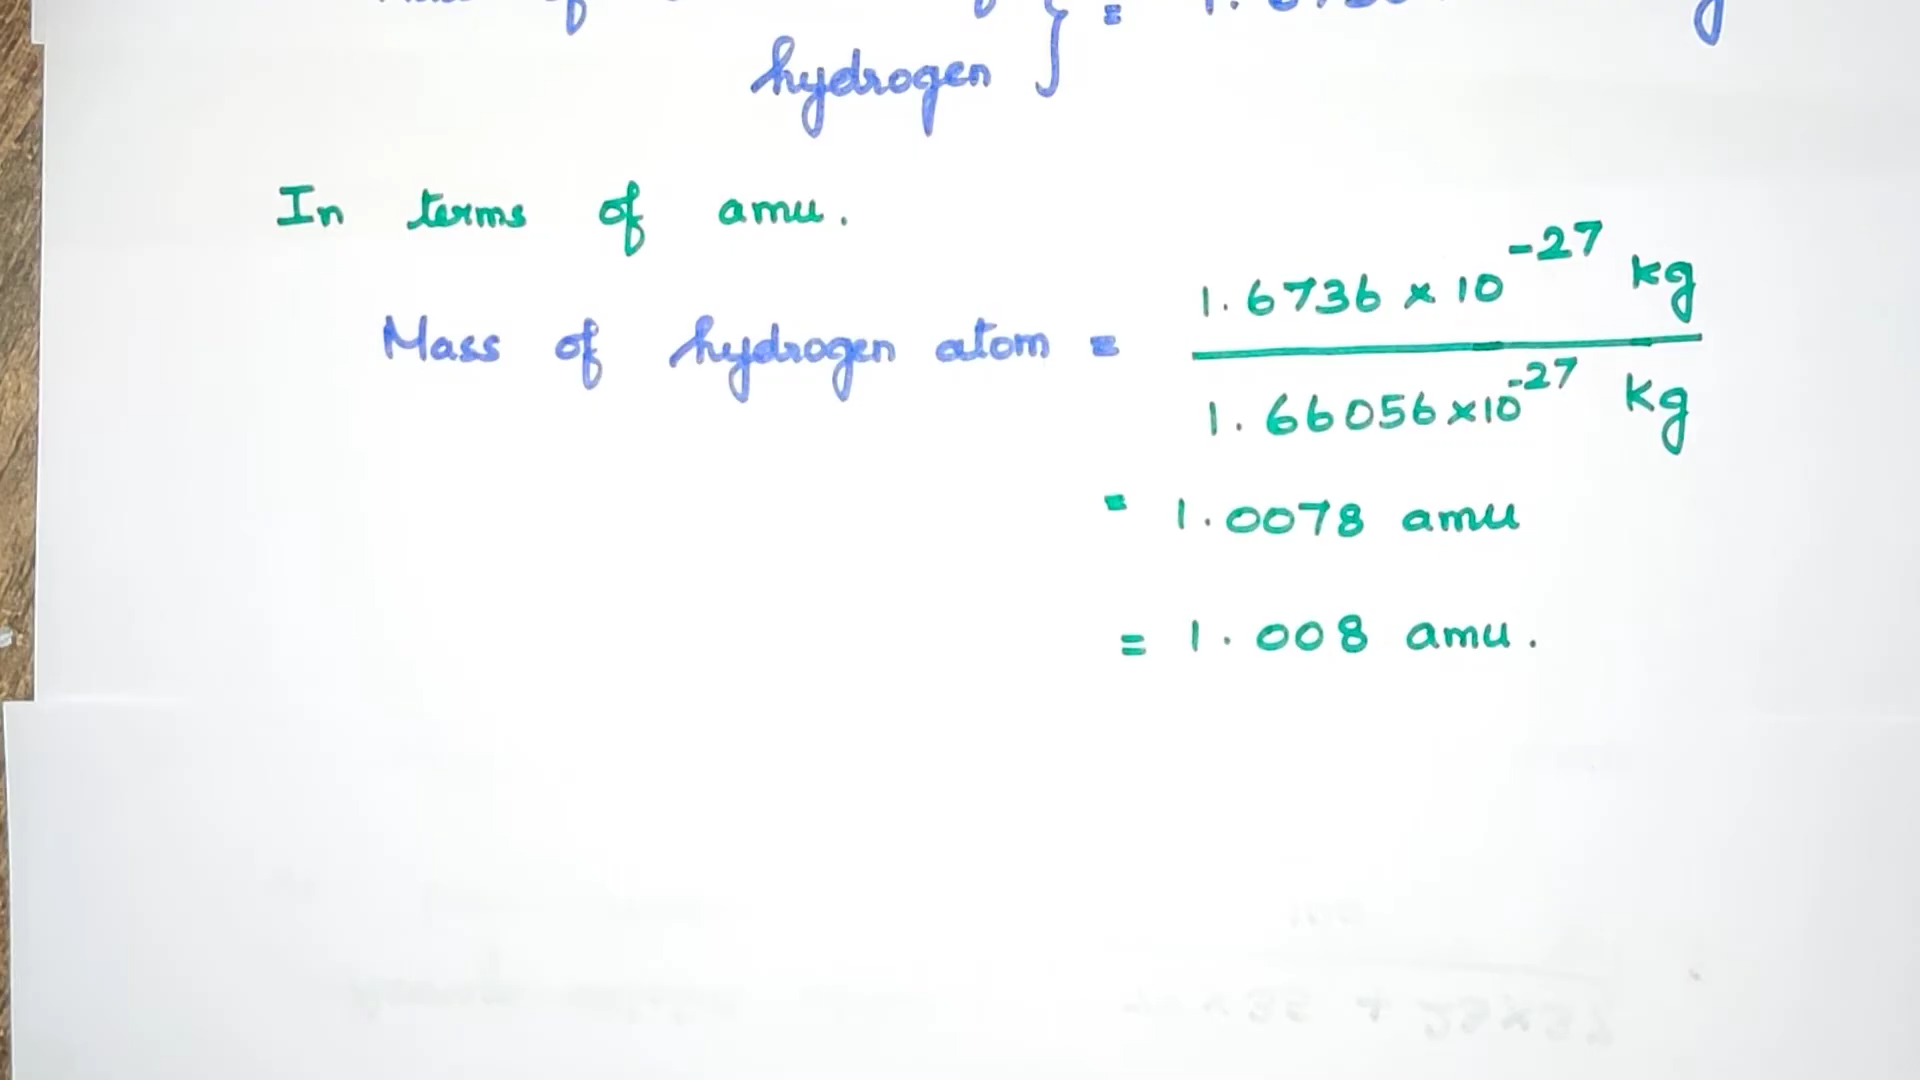 of } =
hydrogen
In terms of amu.
Mass of hydrogen atom = 1.6736 × 10⁻²⁷ kg
1.66056×10⁻²⁷ kg
= 1.0078 amu
= 1.008 amu.